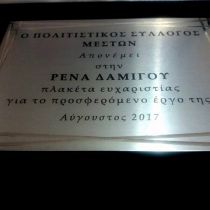 Ο ΠΟΛΙΤΙΣΤΙΚΟΣ ΣΥΛΛΟΓΟΣ
ΜΕΣΤΩΝ
Απονέμει
στην
ΡΕΝΑ ΔΑΜΙΓΟΥ
πλακέτα ευχαριστίας
για το προσφερόμενο έργο της
Αύγουστος 2017